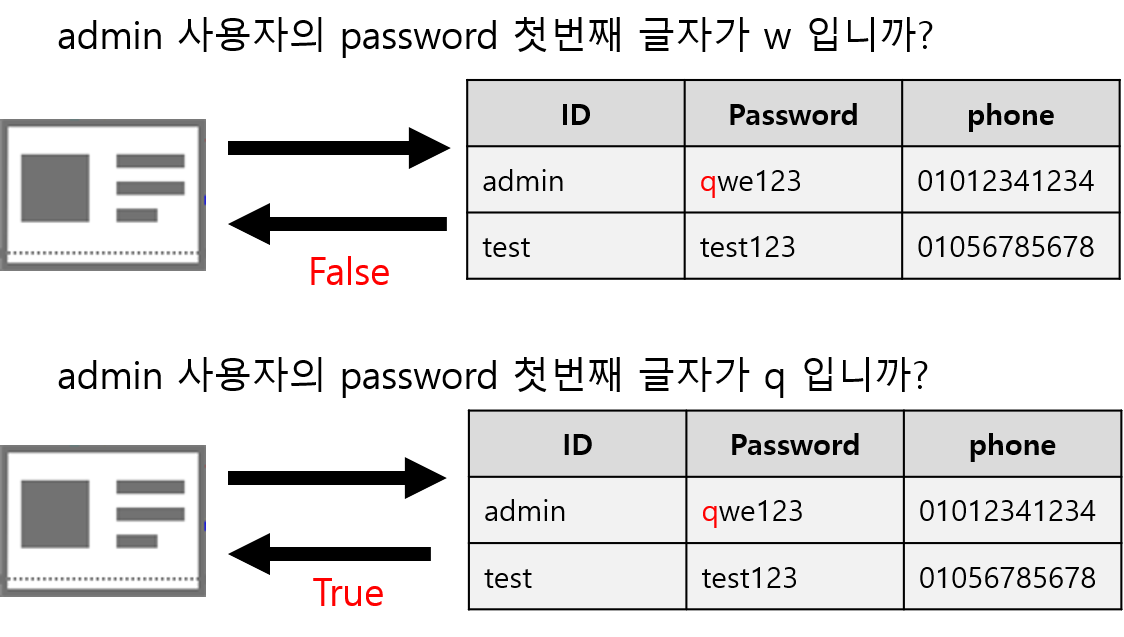 admin 사용자의 password 첫번째 글자가 w 입니까?
ID Password phone
admin qwe123 01012341234
test test123 01056785678
False
admin 사용자의 password 첫번째 글자가 q 입니까?
ID Password phone
admin qwe123 01012341234
test test123 01056785678
True